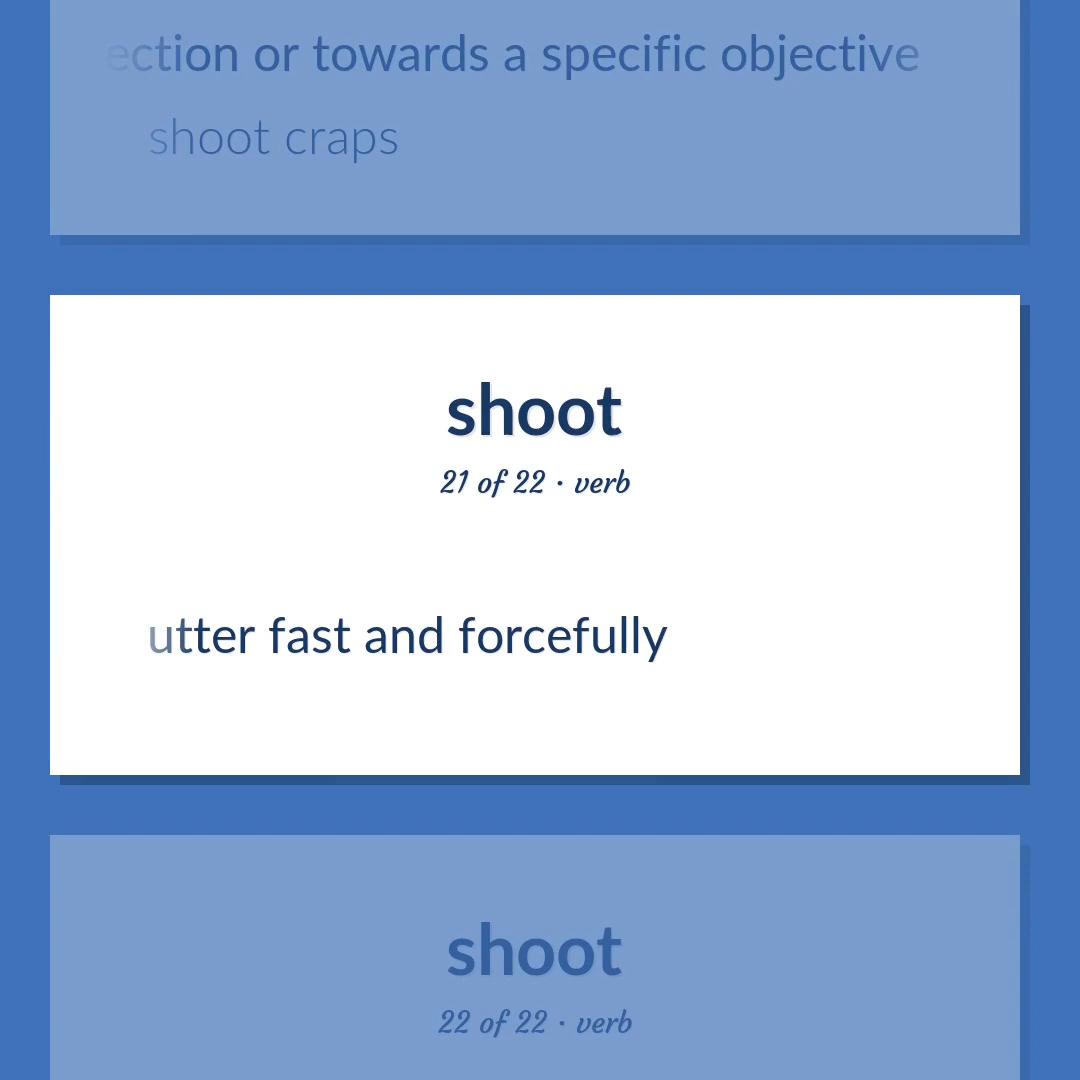 ection or towards a specific objective
shoot craps
shoot
21 of 22 · verb
utter fast and forcefully
shoot
22 of 22 · verb